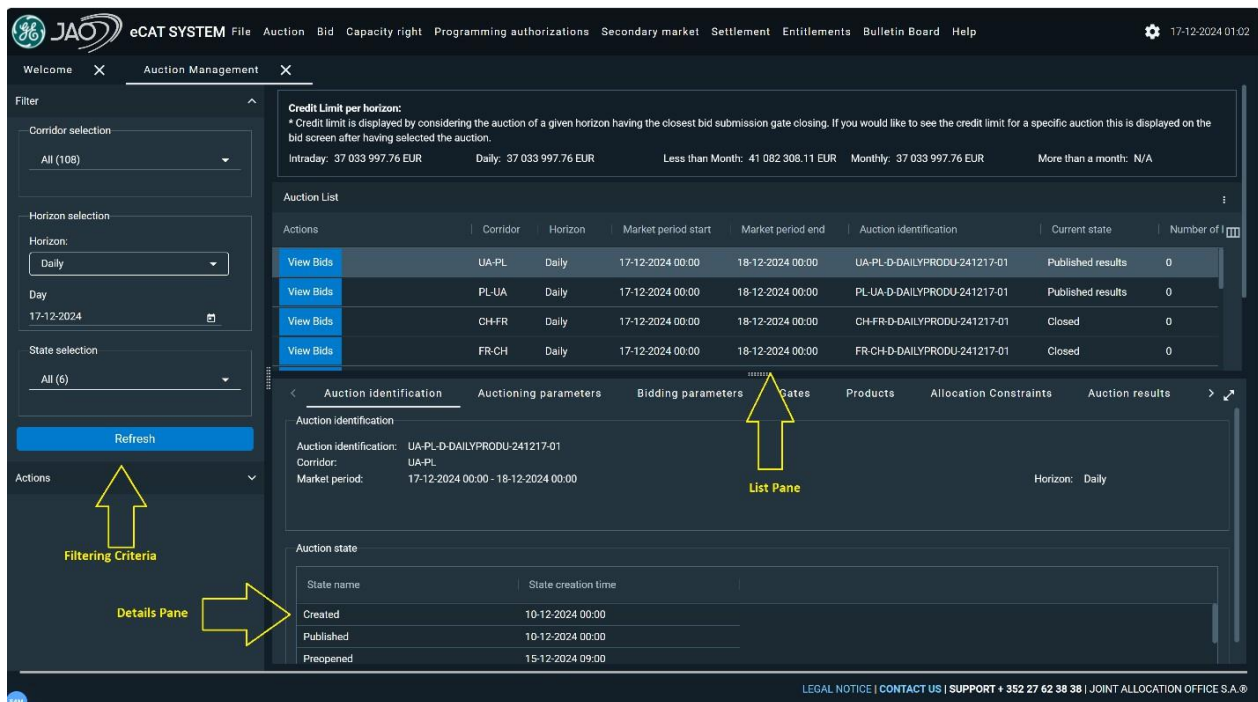 JAO eCAT SYSTEM File Auction Bid Capacity right Programming authorizations Secondary market Settlement Entitlements Bulletin Board Help 17-12-2024 01:02
Welcome X Auction Management X
Filter
Corridor selection
All (108)
Horizon selection
Horizon:
Daily
Day
17-12-2024
State selection
All (6)
Refresh
Actions
Filtering Criteria
Details Pane
Credit Limit per horizon:
* Credit limit is displayed by considering the auction of a given horizon having the closest bid submission gate closing. If you would like to see the credit limit for a specific auction this is displayed on the
bid screen after having selected the auction.
Intraday: 37 033 997.76 EUR Daily: 37 033 997.76 EUR Less than Month: 41 082 308.11 EUR Monthly: 37 033 997.76 EUR More than a month: N/A
Auction List
Actions Corridor Horizon Market period start Market period end Auction identification Current state Number of
View Bids UA-PL Daily 17-12-2024 00:00 18-12-2024 00:00 UA-PL-D-DAILYPRODU-241217-01 Published results 0
View Bids PL-UA Daily 17-12-2024 00:00 18-12-2024 00:00 PL-UA-D-DAILYPRODU-241217-01 Published results 0
View Bids CH-FR Daily 17-12-2024 00:00 18-12-2024 00:00 CH-FR-D-DAILYPRODU-241217-01 Closed 0
View Bids FR-CH Daily 17-12-2024 00:00 18-12-2024 00:00 FR-CH-D-DAILYPRODU-241217-01 Closed 0
Auction identification Auctioning parameters Bidding parameters Gates Products Allocation Constraints Auction results
Auction identification
Auction identification: UA-PL-D-DAILYPRODU-241217-01
Corridor: UA-PL
Market period: 17-12-2024 00:00 - 18-12-2024 00:00 Horizon: Daily
List Pane
Auction state
State name State creation time
Created 10-12-2024 00:00
Published 10-12-2024 00:00
Preopened 15-12-2024 09:00
LEGAL NOTICE | CONTACT US | SUPPORT + 352 27 62 38 38 | JOINT ALLOCATION OFFICE S.A.®